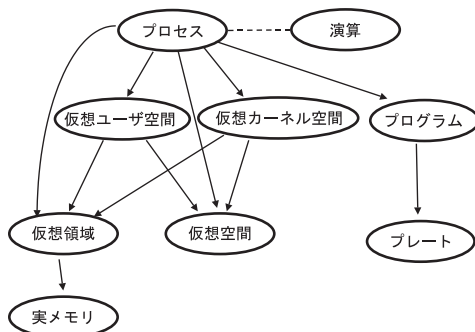 プロセス
演算
仮想ユーザ空間
仮想カーネル空間
プログラム
仮想領域
仮想空間
プレート
実メモリ